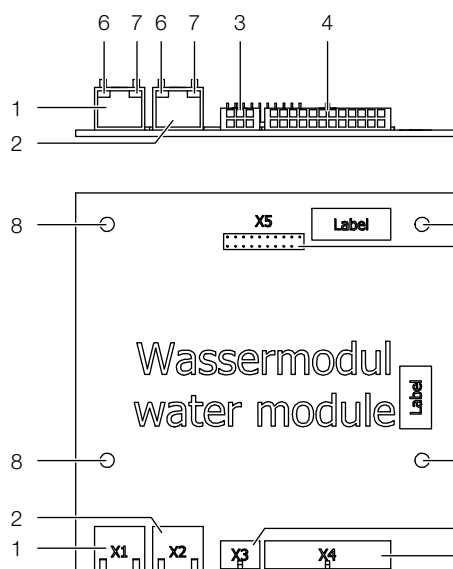 6 7 6 7 3 4
1
2
8 X5 Label
Wassermodul
water module
Label
8
2
1 X1 X2 X3 X4